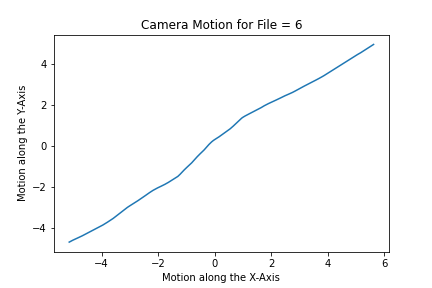 Camera Motion for File = 6
Motion along the Y-Axis
4
2
0
−2
−4
−4 −2 0 2 4 6
Motion along the X-Axis